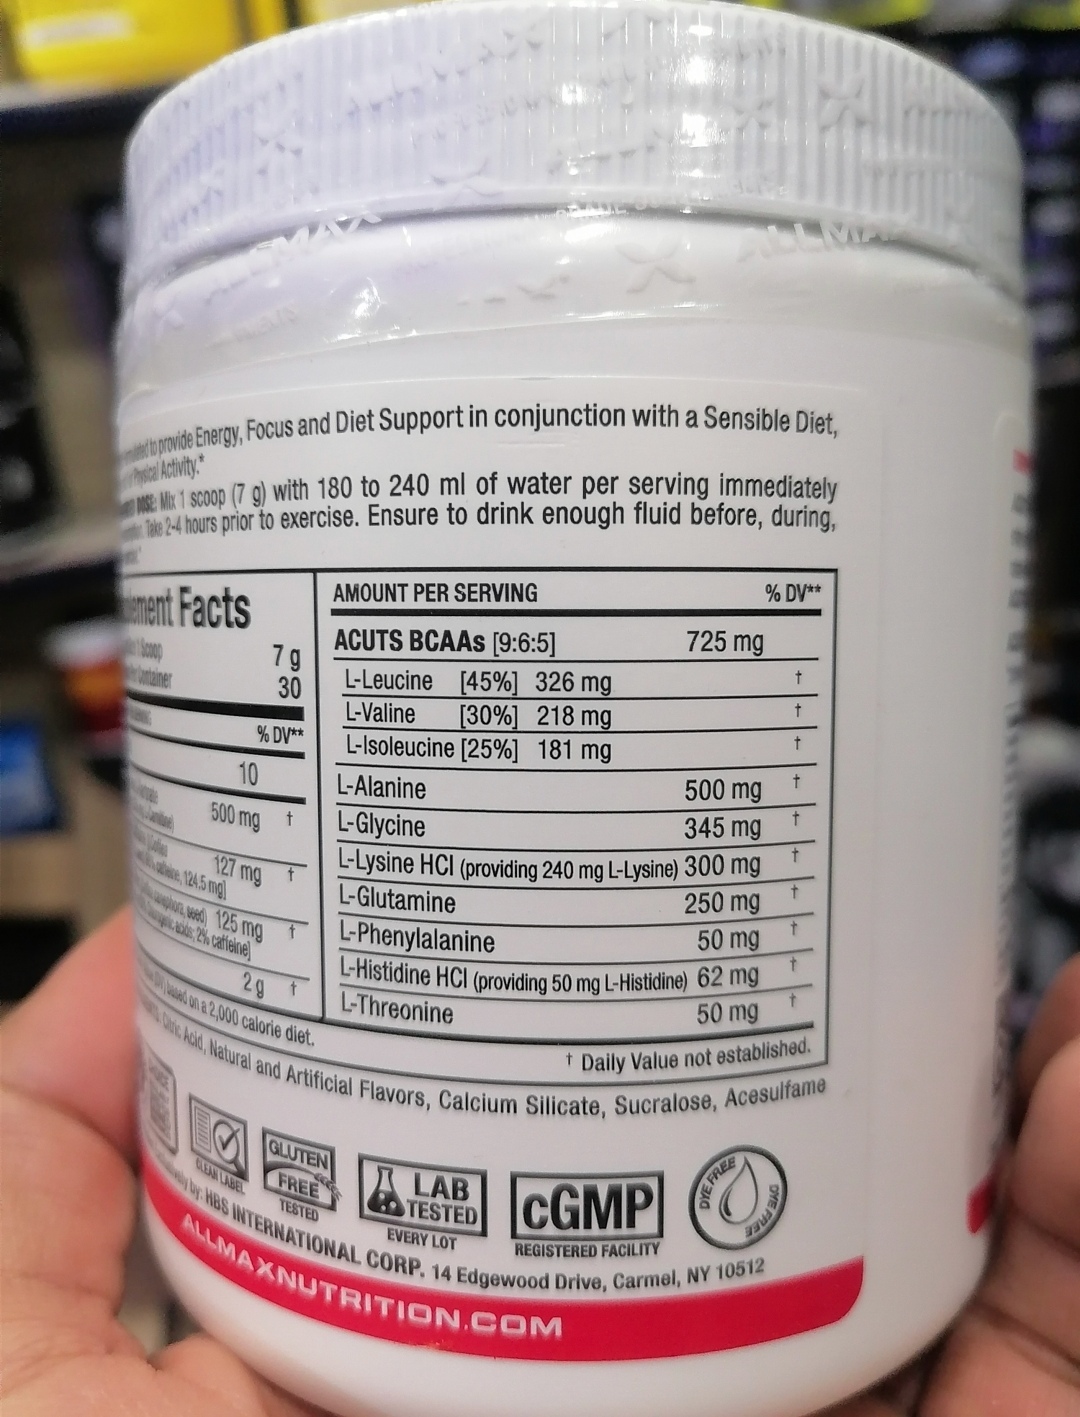 ALLMAX
ALLMAX
to provide Energy, Focus and Diet Support in conjunction with a Sensible Diet,
Physical Activity.*
DOSE: Mix 1 scoop (7 g) with 180 to 240 ml of water per serving immediately
Take 2-4 hours prior to exercise. Ensure to drink enough fluid before, during,
Facts
Scoop 7 g
Container 30
% DV**
10
500 mg †
127 mg †
caffeine, 124.5 mg]
seed) 125 mg †
acids; 2% caffeine]
2 g †
based on a 2,000 calorie diet.
AMOUNT PER SERVING % DV**
ACUTS BCAAs [9:6:5] 725 mg
L-Leucine [45%] 326 mg †
L-Valine [30%] 218 mg †
L-Isoleucine [25%] 181 mg †
L-Alanine 500 mg †
L-Glycine 345 mg †
L-Lysine HCl (providing 240 mg L-Lysine) 300 mg †
L-Glutamine 250 mg †
L-Phenylalanine 50 mg †
L-Histidine HCl (providing 50 mg L-Histidine) 62 mg †
L-Threonine 50 mg †
† Daily Value not established.
Citric Acid, Natural and Artificial Flavors, Calcium Silicate, Sucralose, Acesulfame
CLEAR LABEL
GLUTEN
FREE
TESTED
LAB
TESTED
EVERY LOT
cGMP
REGISTERED FACILITY
DYE FREE
DYE FREE
by: HBS INTERNATIONAL CORP. 14 Edgewood Drive, Carmel, NY 10512
ALLMAXNUTRITION.COM